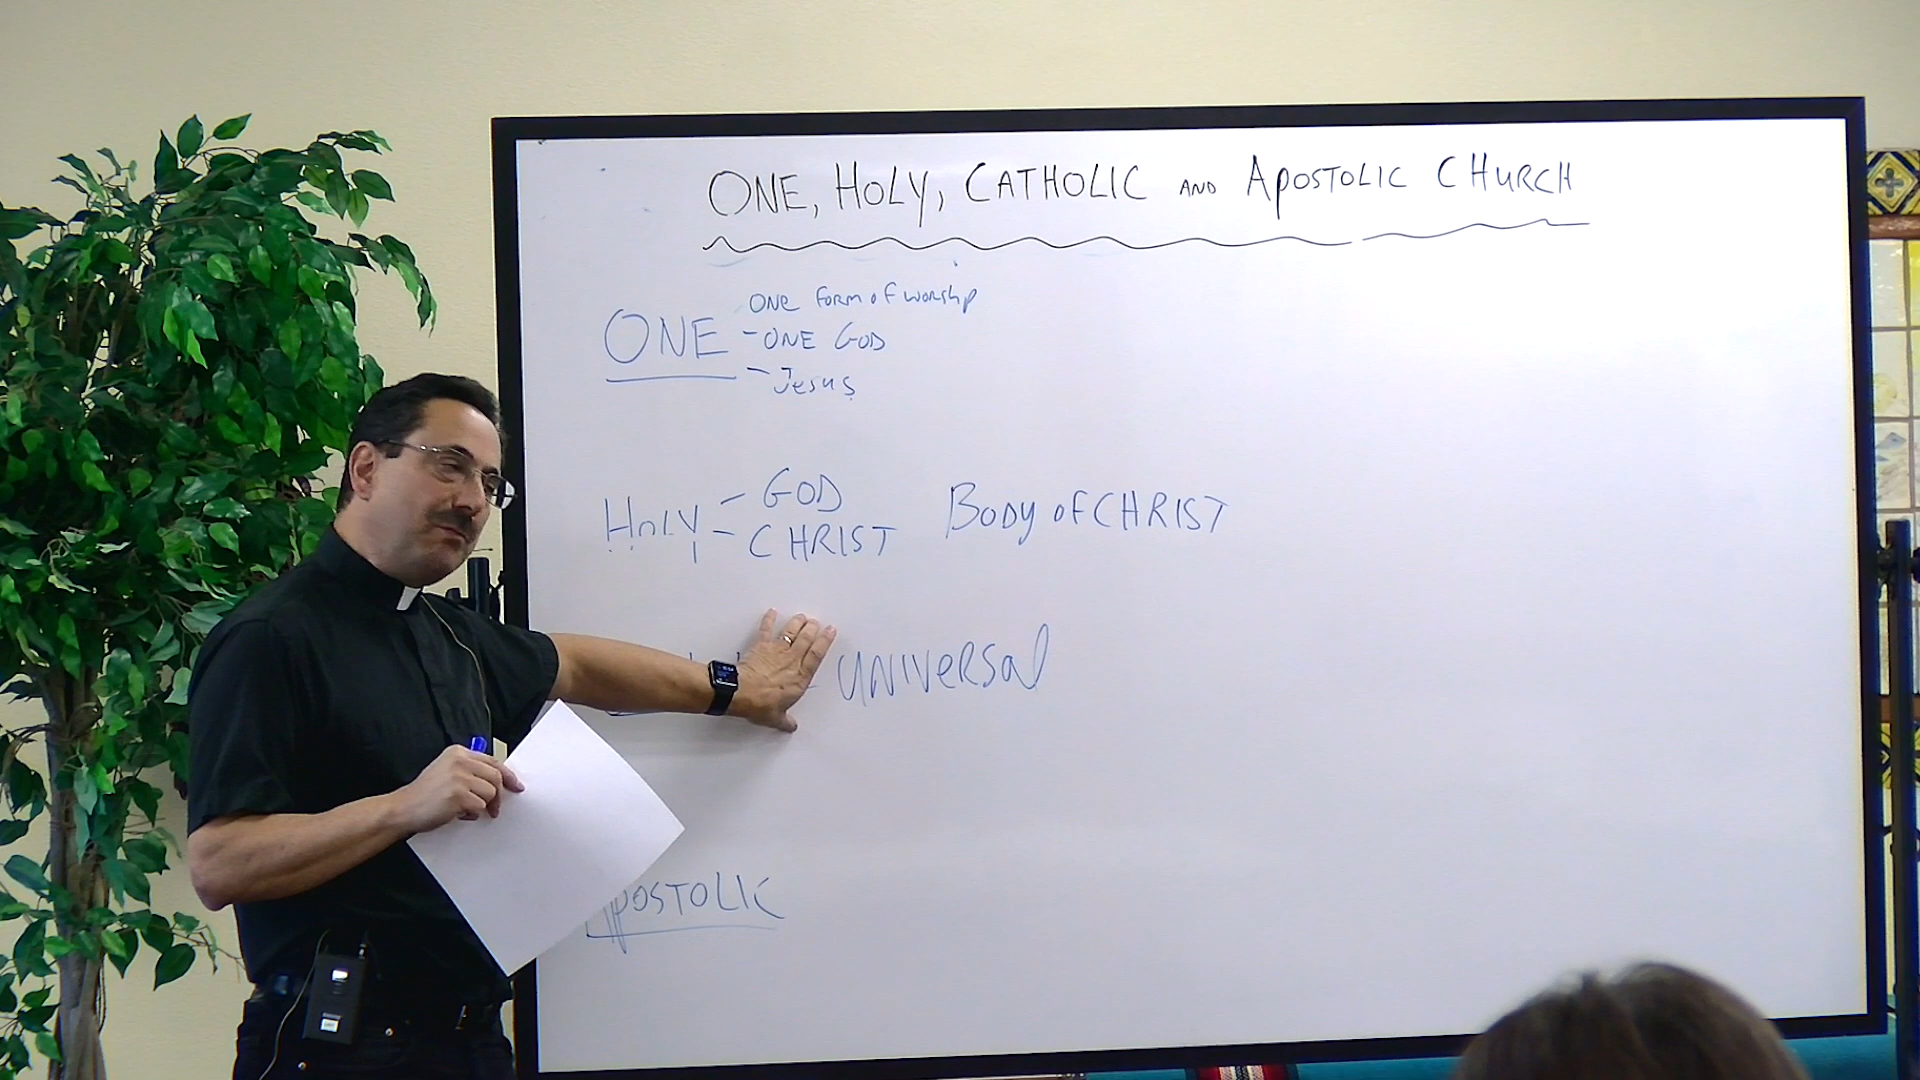 ONE, HOLY, CATHOLIC AND APOSTOLIC CHURCH
ONE
ONE FORM OF WORSHIP
- ONE GOD
- Jesus
HOLY
- GOD
- CHRIST
BODY OF CHRIST
- UNIVERSAL
APOSTOLIC